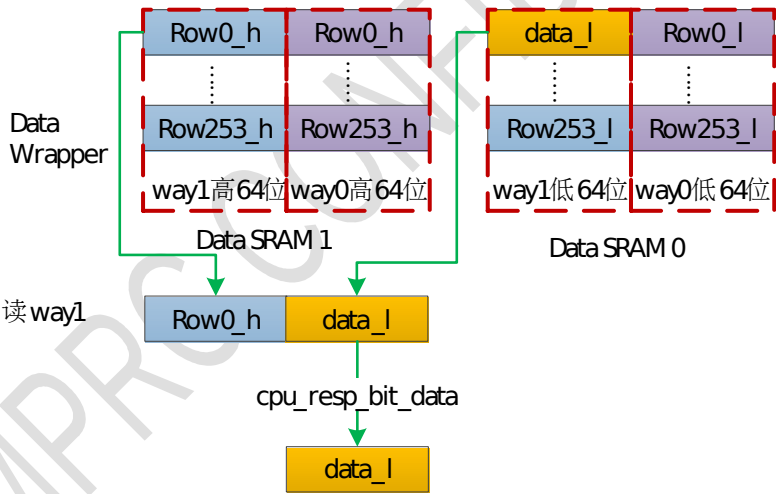 Row0_h Row0_h data_l Row0_l
Data
Wrapper
Row253_h Row253_h Row253_l Row253_l
way1高64位 way0高64位 way1低64位 way0低64位
Data SRAM 1
Data SRAM 0
读way1
Row0_h data_l
cpu_resp_bit_data
data_l